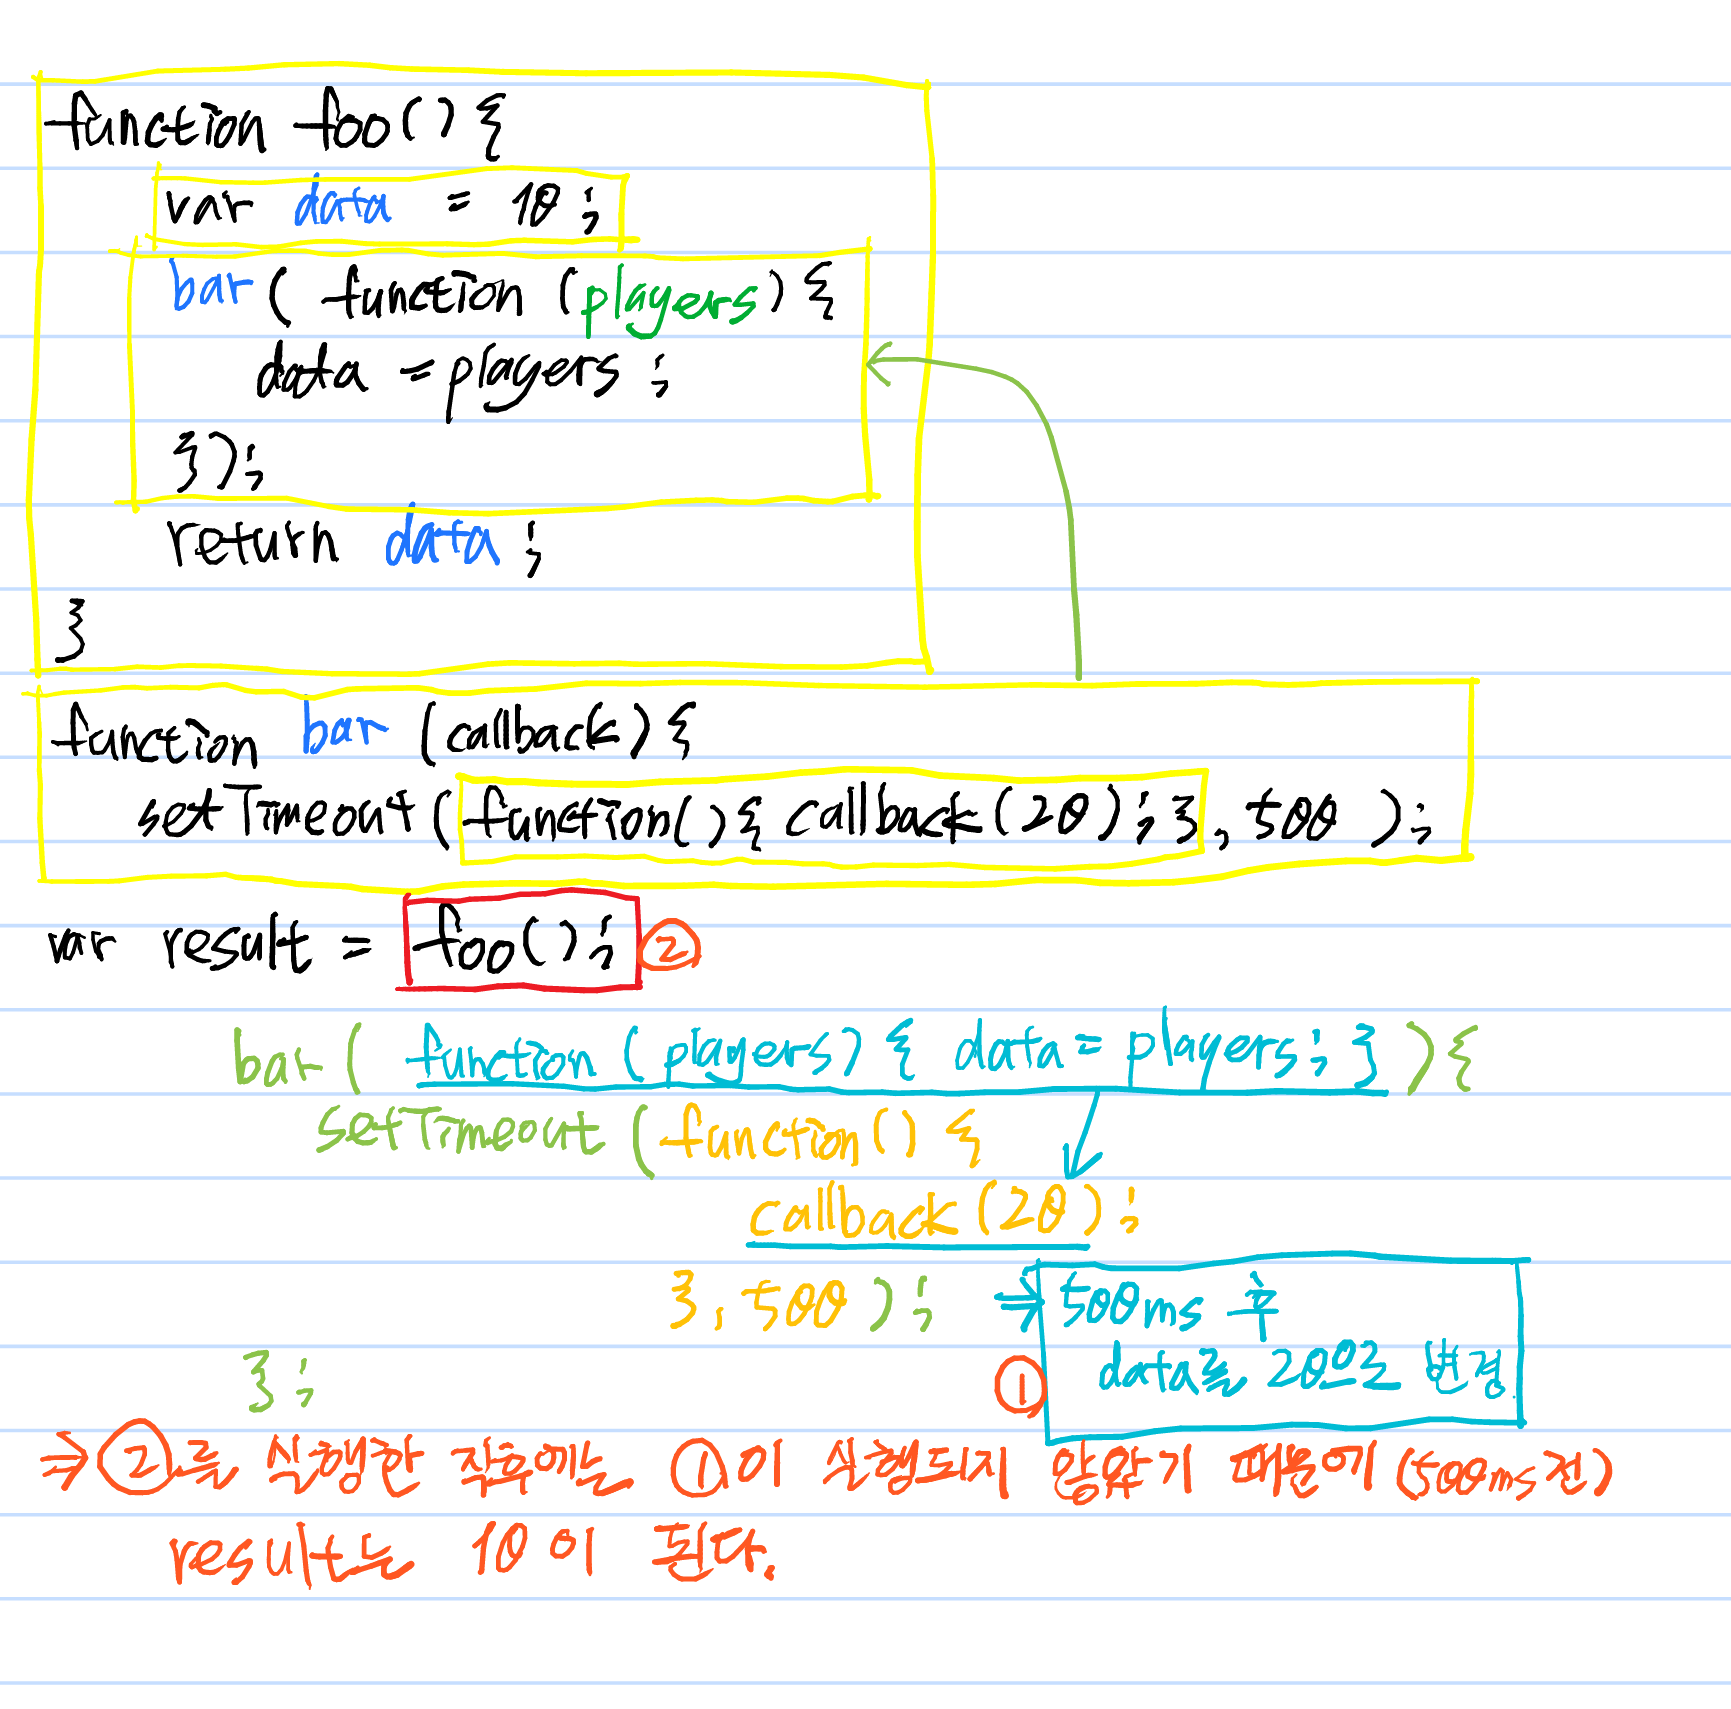 function foo(){
var data = 10;
bar( function (players){
data = players;
});
return data;
}
function bar (callback){
setTimeout(function(){ callback(20); }, 500 );
var result = foo(); ②
bar( function (players) { data = players; } ){
setTimeout (function() {
callback(20);
}, 500 ); ⇒ 500ms 후
① data를 20으로 변경
};
⇒ ②를 실행한 직후에는 ①이 실행되지 않았기 때문에 (500ms 전)
result는 10이 된다.